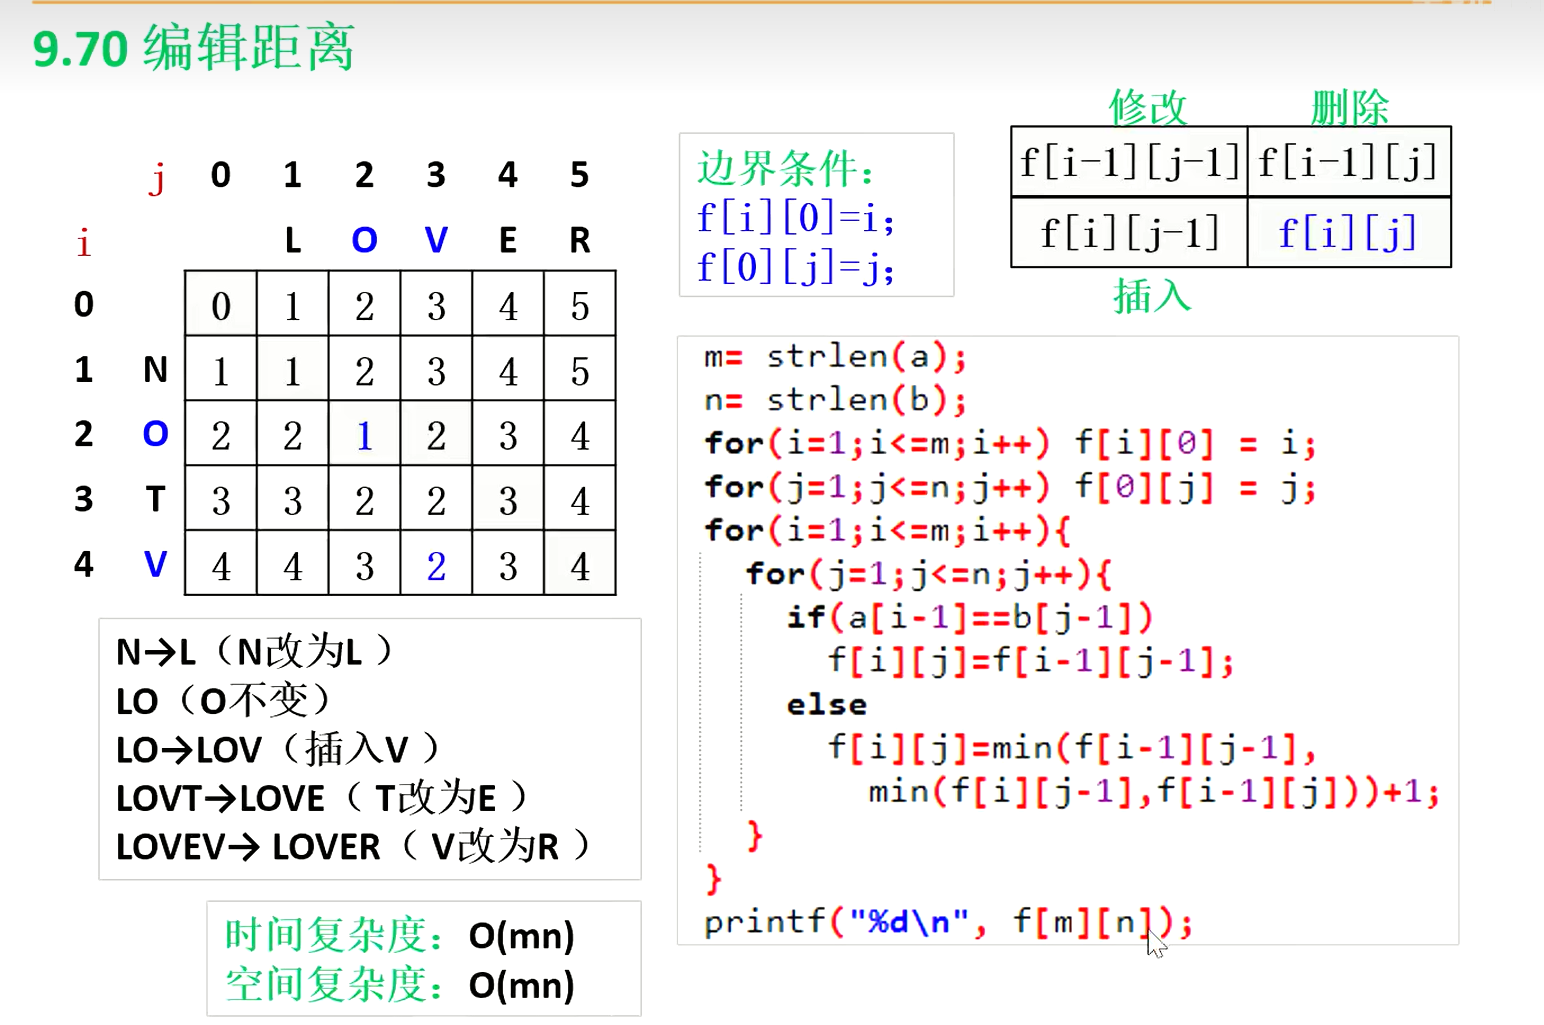 9.70 编辑距离
j 0 1 2 3 4 5
i L O V E R
0 0 1 2 3 4 5
1 N 1 1 2 3 4 5
2 O 2 2 1 2 3 4
3 T 3 3 2 2 3 4
4 V 4 4 3 2 3 4
N→L（N改为L ）
LO（O不变）
LO→LOV（插入V ）
LOVT→LOVE（ T改为E ）
LOVEV→ LOVER（ V改为R ）
时间复杂度：O(mn)
空间复杂度：O(mn)
边界条件：
f[i][0]=i;
f[0][j]=j;
修改 删除
f[i-1][j-1] f[i-1][j]
f[i][j-1] f[i][j]
插入
m= strlen(a);
n= strlen(b);
for(i=1;i<=m;i++) f[i][0] = i;
for(j=1;j<=n;j++) f[0][j] = j;
for(i=1;i<=m;i++){
for(j=1;j<=n;j++){
if(a[i-1]==b[j-1])
f[i][j]=f[i-1][j-1];
else
f[i][j]=min(f[i-1][j-1],
min(f[i][j-1],f[i-1][j]))+1;
}
}
printf("%d\n", f[m][n]);